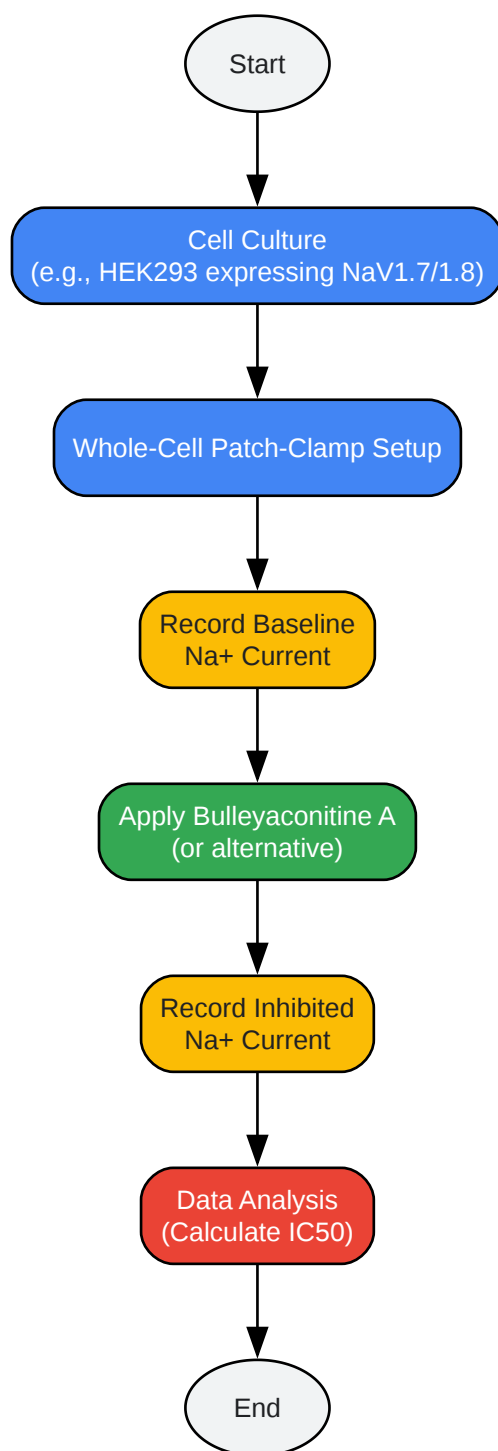 Start
Cell Culture
(e.g., HEK293 expressing NaV1.7/1.8)
Whole-Cell Patch-Clamp Setup
Record Baseline
Na+ Current
Apply Bulleyaconitine A
(or alternative)
Record Inhibited
Na+ Current
Data Analysis
(Calculate IC50)
End